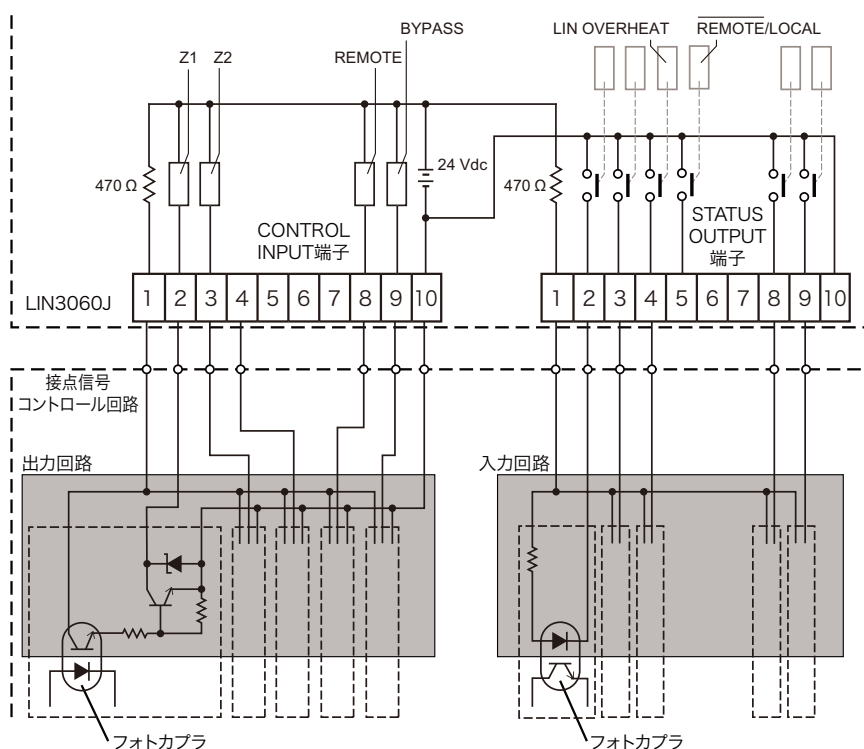 BYPASS
LIN OVERHEAT
REMOTE/LOCAL
Z1 Z2
REMOTE
24 Vdc
470 Ω
470 Ω
CONTROL
INPUT端子
STATUS
OUTPUT
端子
LIN3060J
1 2 3 4 5 6 7 8 9 10
1 2 3 4 5 6 7 8 9 10
接点信号
コントロール回路
出力回路
入力回路
フォトカプラ
フォトカプラ